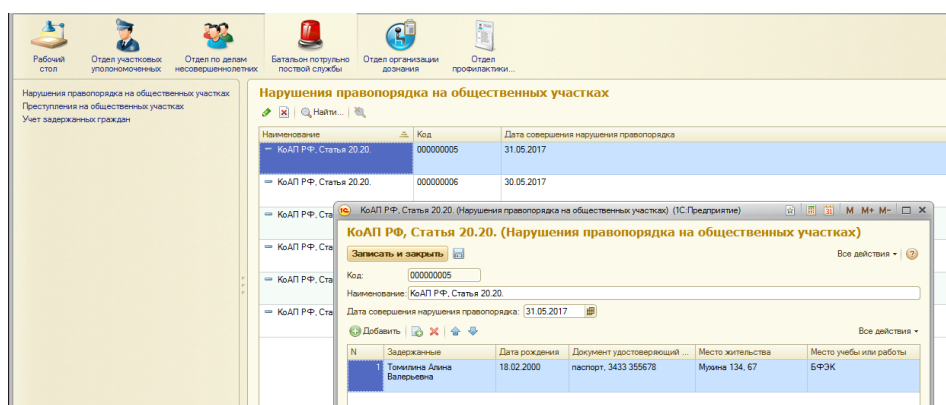 Рабочий стол
Отдел участковых уполономоченных
Отдел по делам несовершеннолетних
Батальон потрульно поствой службы
Отдел организации дознания
Отдел профилактики...
Нарушения правопорядка на общественных участках
Преступления на общественных участках
Учет задержанных граждан
Нарушения правопорядка на общественных участках
Найти...
Наименование Код Дата совершения нарушения правопорядка
КоАП РФ, Статья 20.20. 000000005 31.05.2017
КоАП РФ, Статья 20.20. 000000006 30.05.2017
КоАП РФ, Ста
КоАП РФ, Ста
КоАП РФ, Ста
КоАП РФ, Ста
КоАП РФ, Статья 20.20. (Нарушения правопорядка на общественных участках) (1С:Предприятие) M M+ M-
КоАП РФ, Статья 20.20. (Нарушения правопорядка на общественных участках)
Записать и закрыть Все действия
Код: 000000005
Наименование: КоАП РФ, Статья 20.20.
Дата совершения нарушения правопорядка: 31.05.2017
Добавить Все действия
N Задержанные Дата рождения Документ удостоверяющий ... Место жительства Место учебы или работы
1 Томилина Алина Валерьевна 18.02.2000 паспорт, 3433 355678 Мухина 134, 67 БФЭК